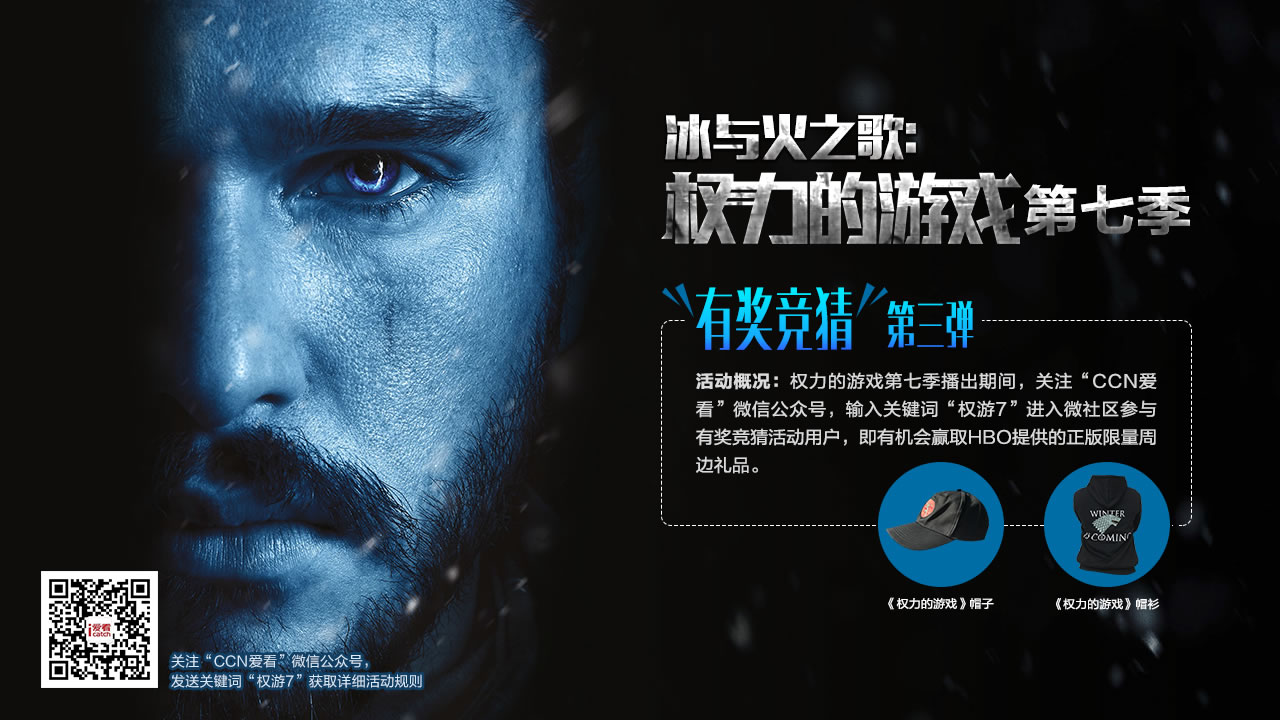 冰与火之歌:
权力的游戏第七季
有奖竞猜 第三弹
活动概况：权力的游戏第七季播出期间，关注“CCN爱
看”微信公众号，输入关键词“权游7”进入微社区参与
有奖竞猜活动用户，即有机会赢取HBO提供的正版限量周
边礼品。
WINTER
IS COMING
《权力的游戏》帽子
《权力的游戏》帽衫
i爱看
catch
关注“CCN爱看”微信公众号，
发送关键词“权游7”获取详细活动规则